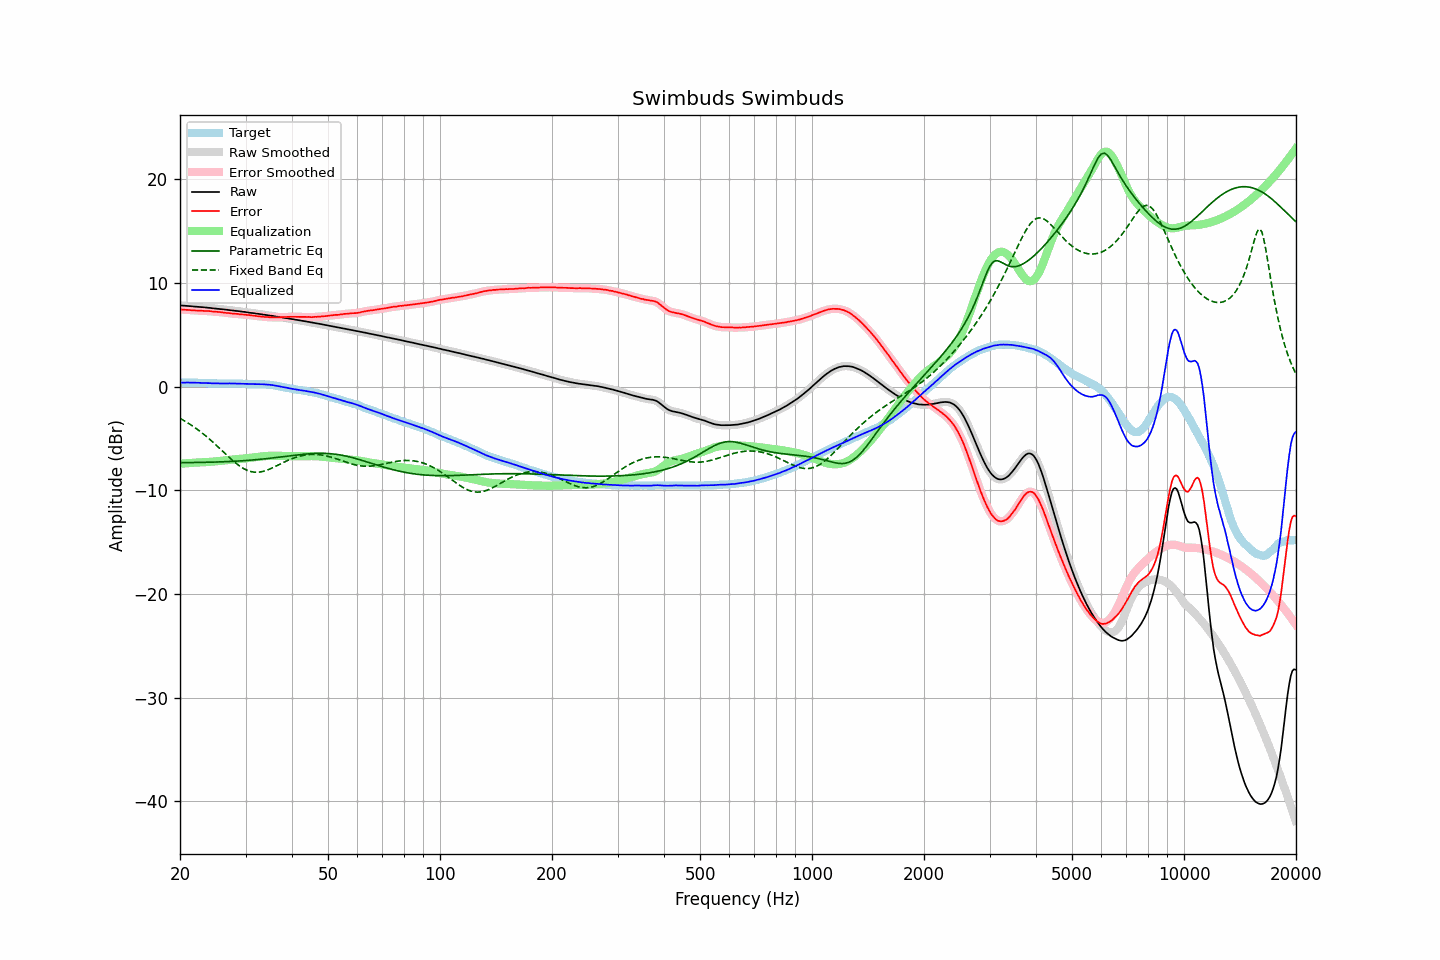 Swimbuds Swimbuds
Target
Raw Smoothed
Error Smoothed
Raw
Error
Equalization
Parametric Eq
Fixed Band Eq
Equalized
Amplitude (dBr)
20
10
0
−10
−20
−30
−40
20 50 100 200 500 1000 2000 5000 10000 20000
Frequency (Hz)